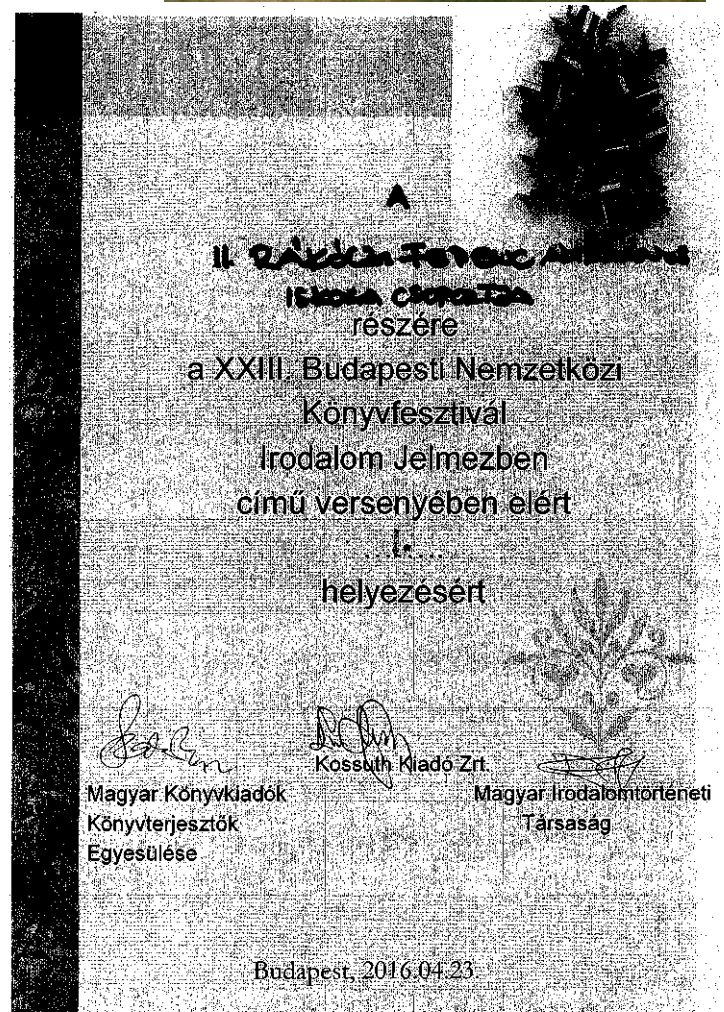 A
II. RÁKÓCZI FERENC
ISKOLA CSOPORTJA
részére
a XXIII. Budapesti Nemzetközi
Könyvfesztivál
Irodalom Jelmezben
című versenyében elért
...I....
helyezésért
Kossuth Kiadó Zrt.
Magyar Könyvkiadók
Könyvterjesztők
Egyesülése
Magyar Irodalomtörténeti
Társaság
Budapest, 2016.04.23.